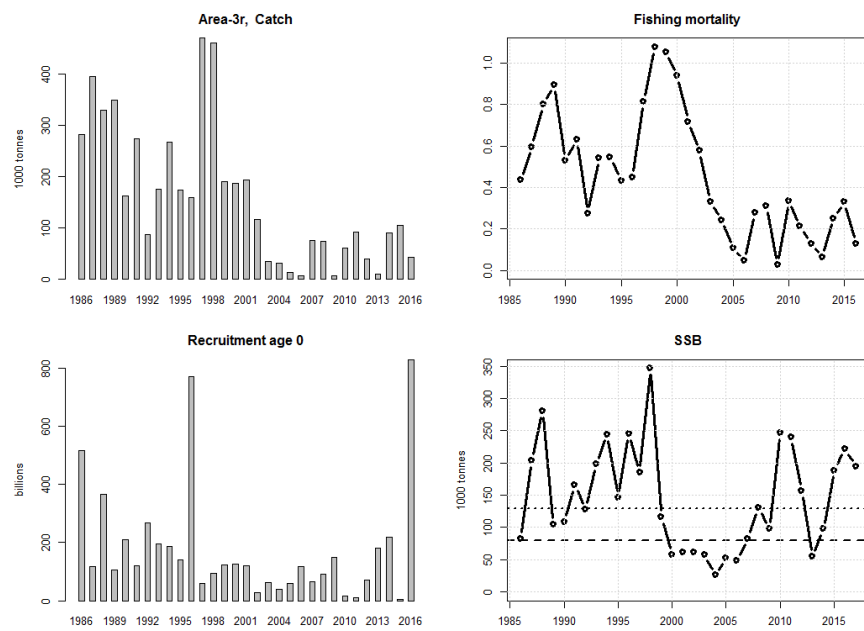 Area-3r, Catch
1000 tonnes
400
300
200
100
0
1986 1989 1992 1995 1998 2001 2004 2007 2010 2013 2016
Fishing mortality
1.0
0.8
0.6
0.4
0.2
0.0
1985 1990 1995 2000 2005 2010 2015
Recruitment age 0
billions
800
600
400
200
0
1986 1989 1992 1995 1998 2001 2004 2007 2010 2013 2016
SSB
1000 tonnes
350
300
250
200
150
100
50
0
1985 1990 1995 2000 2005 2010 2015